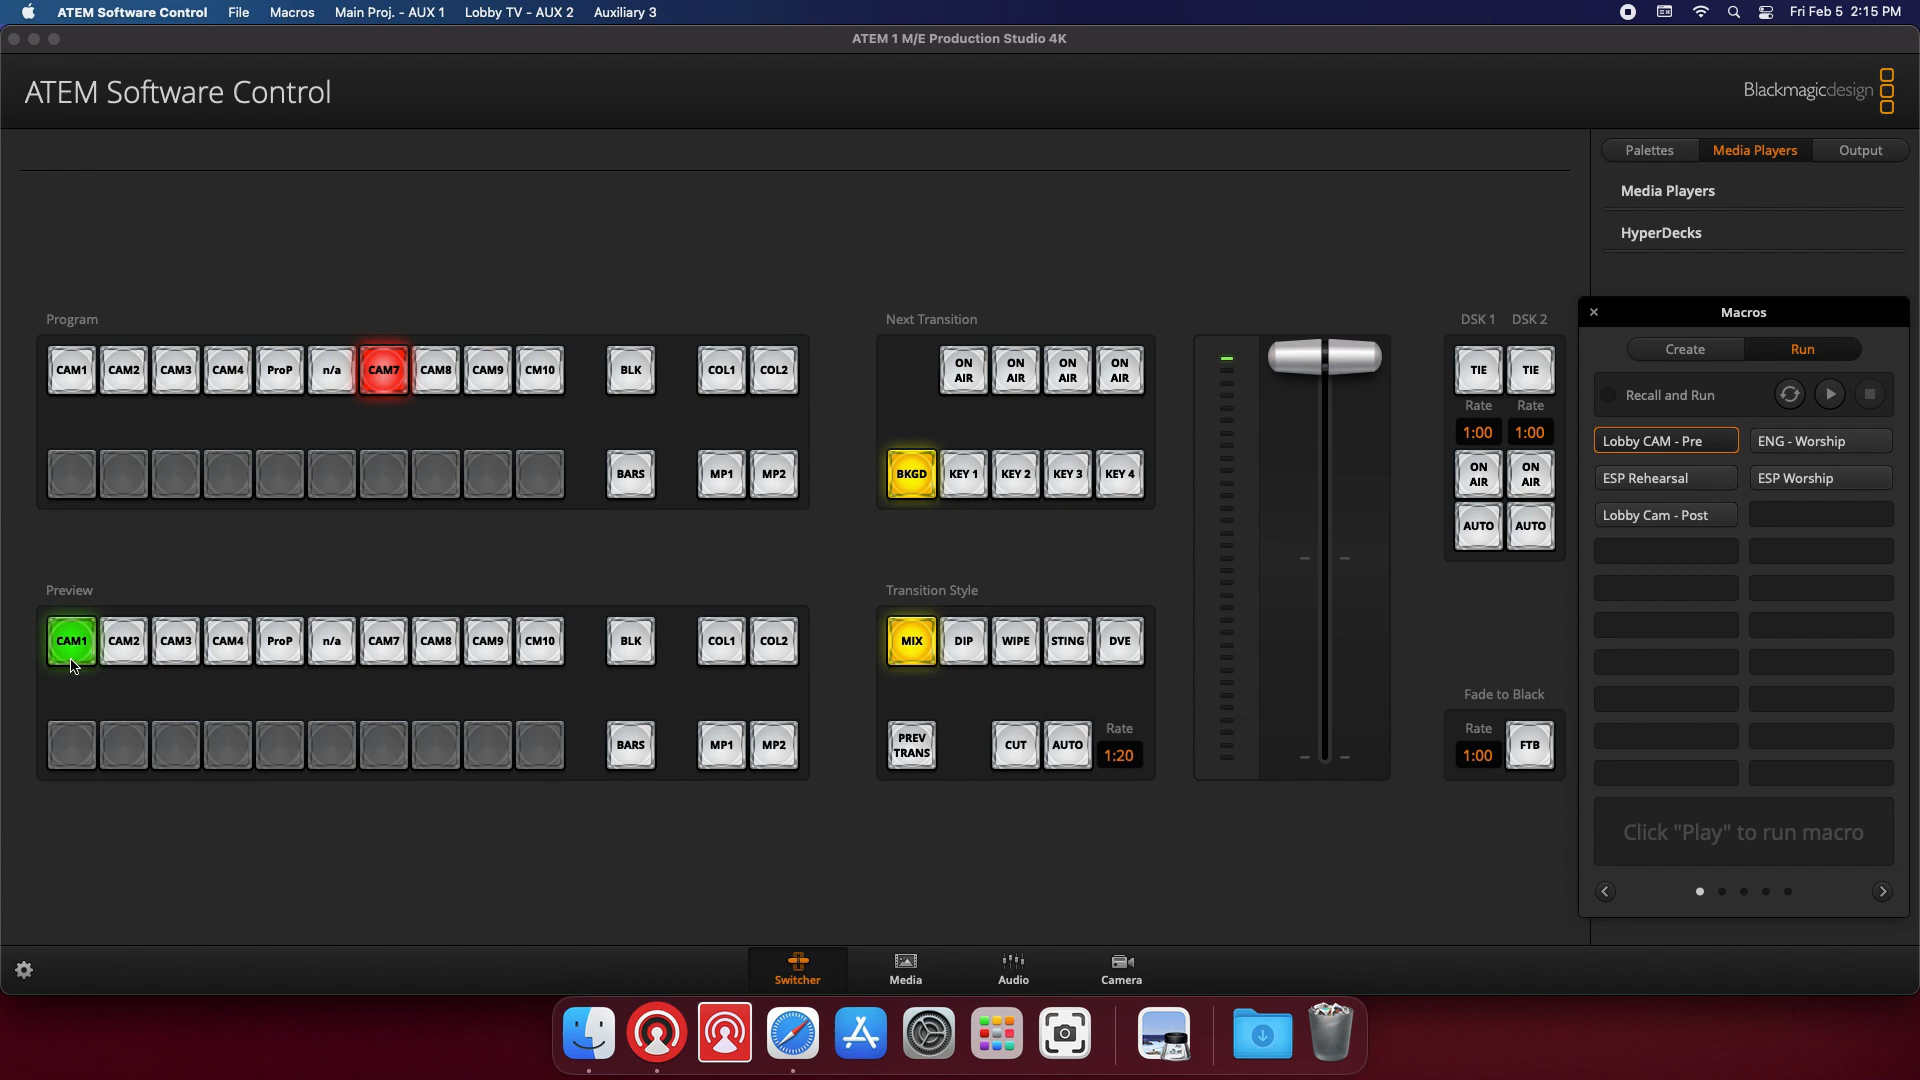 ATEM Software Control File Macros Main Proj. - AUX 1 Lobby TV - AUX 2 Auxiliary 3 Fri Feb 5 2:15 PM
ATEM 1 M/E Production Studio 4K
ATEM Software Control
Blackmagicdesign
Palettes Media Players Output
Media Players
HyperDecks
Program
CAM1 CAM2 CAM3 CAM4 ProP n/a CAM7 CAM8 CAM9 CM10 BLK COL1 COL2
BARS MP1 MP2
Next Transition
ON AIR ON AIR ON AIR ON AIR
BKGD KEY 1 KEY 2 KEY 3 KEY 4
DSK 1 DSK 2
TIE TIE
Rate Rate
1:00 1:00
ON AIR ON AIR
AUTO AUTO
Macros
Create Run
Recall and Run
Lobby CAM - Pre ENG - Worship
ESP Rehearsal ESP Worship
Lobby Cam - Post
Click "Play" to run macro
Preview
CAM1 CAM2 CAM3 CAM4 ProP n/a CAM7 CAM8 CAM9 CM10 BLK COL1 COL2
BARS MP1 MP2
Transition Style
MIX DIP WIPE STING DVE
PREV TRANS CUT AUTO Rate 1:20
Fade to Black
Rate
1:00 FTB
Switcher Media Audio Camera